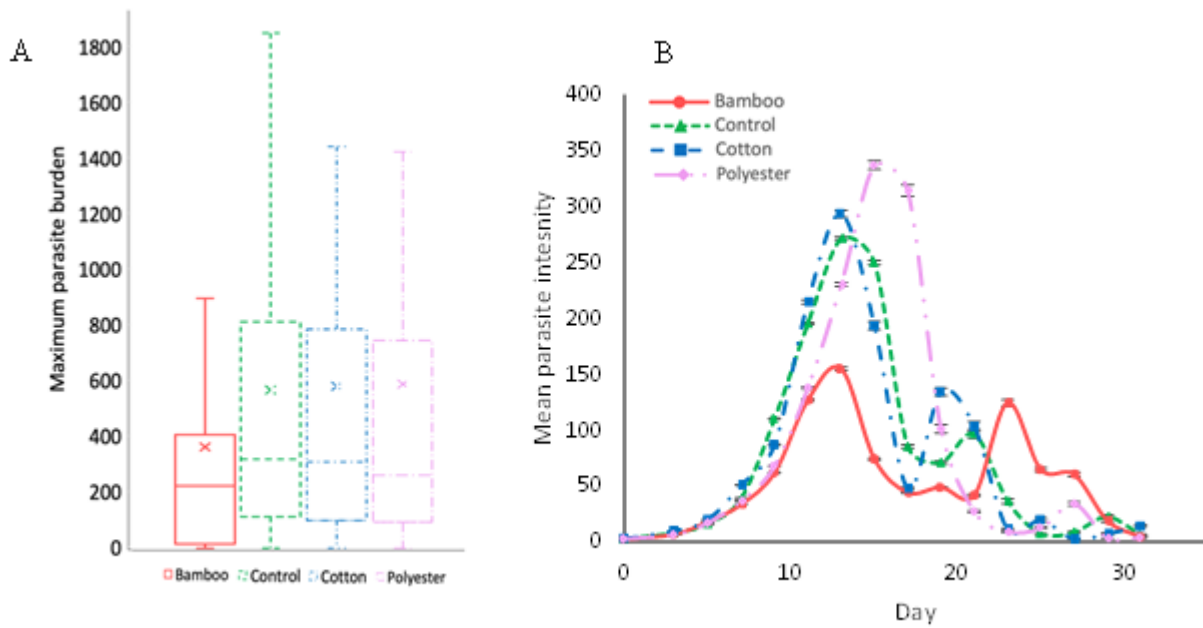 A
Maximum parasite burden
1800
1600
1400
1200
1000
800
600
400
200
0
Bamboo Control Cotton Polyester
B
Mean parasite intesnity
400
350
300
250
200
150
100
50
0
Bamboo
Control
Cotton
Polyester
0 10 20 30
Day